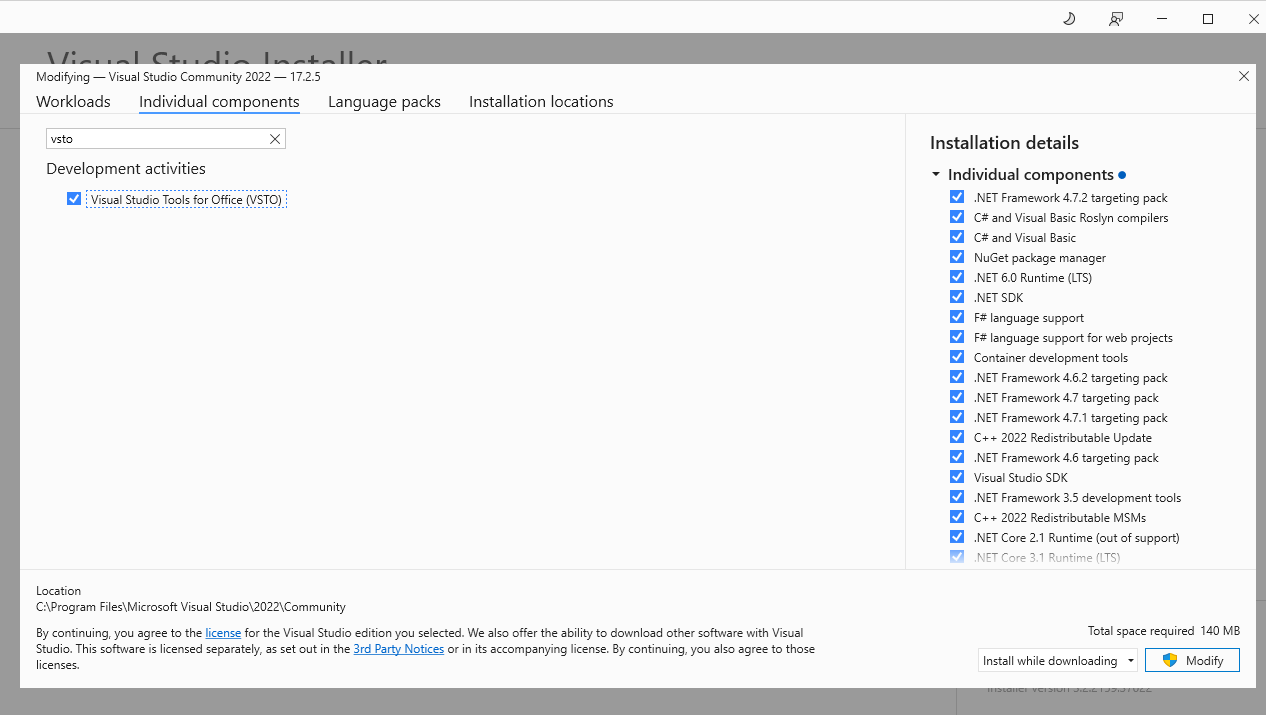 Visual Studio Installer
Modifying — Visual Studio Community 2022 — 17.2.5
Workloads
Individual components
Language packs
Installation locations
vsto
Development activities
Visual Studio Tools for Office (VSTO)
Installation details
Individual components
.NET Framework 4.7.2 targeting pack
C# and Visual Basic Roslyn compilers
C# and Visual Basic
NuGet package manager
.NET 6.0 Runtime (LTS)
.NET SDK
F# language support
F# language support for web projects
Container development tools
.NET Framework 4.6.2 targeting pack
.NET Framework 4.7 targeting pack
.NET Framework 4.7.1 targeting pack
C++ 2022 Redistributable Update
.NET Framework 4.6 targeting pack
Visual Studio SDK
.NET Framework 3.5 development tools
C++ 2022 Redistributable MSMs
.NET Core 2.1 Runtime (out of support)
.NET Core 3.1 Runtime (LTS)
Location
C:\Program Files\Microsoft Visual Studio\2022\Community
By continuing, you agree to the license for the Visual Studio edition you selected. We also offer the ability to download other software with Visual
Studio. This software is licensed separately, as set out in the 3rd Party Notices or in its accompanying license. By continuing, you also agree to those
licenses.
Total space required 140 MB
Install while downloading
Modify
Installer version